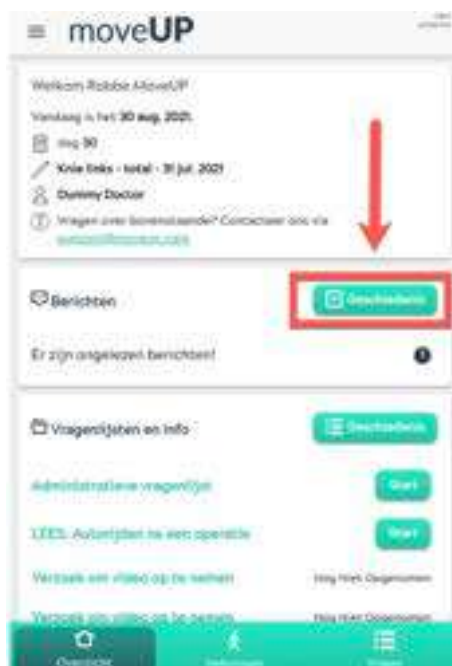 moveUP
Welkom Robbe MoveUP
Vandaag is het 30 aug. 2021.
dag 30
Knie links - total - 31 jul. 2021
Dummy Doctor
Vragen over bovenstaande? Contacteer ons via
Berichten
Geschiedenis
Er zijn ongelezen berichten!
1
Vragenlijsten en info
Geschiedenis
Administratieve vragenlijst
Start
LEES: Autorijden na een operatie
Start
Verzoek om video op te nemen
Nog Niet Opgenomen
Verzoek om video op te nemen
Nog Niet Opgenomen
Overzicht